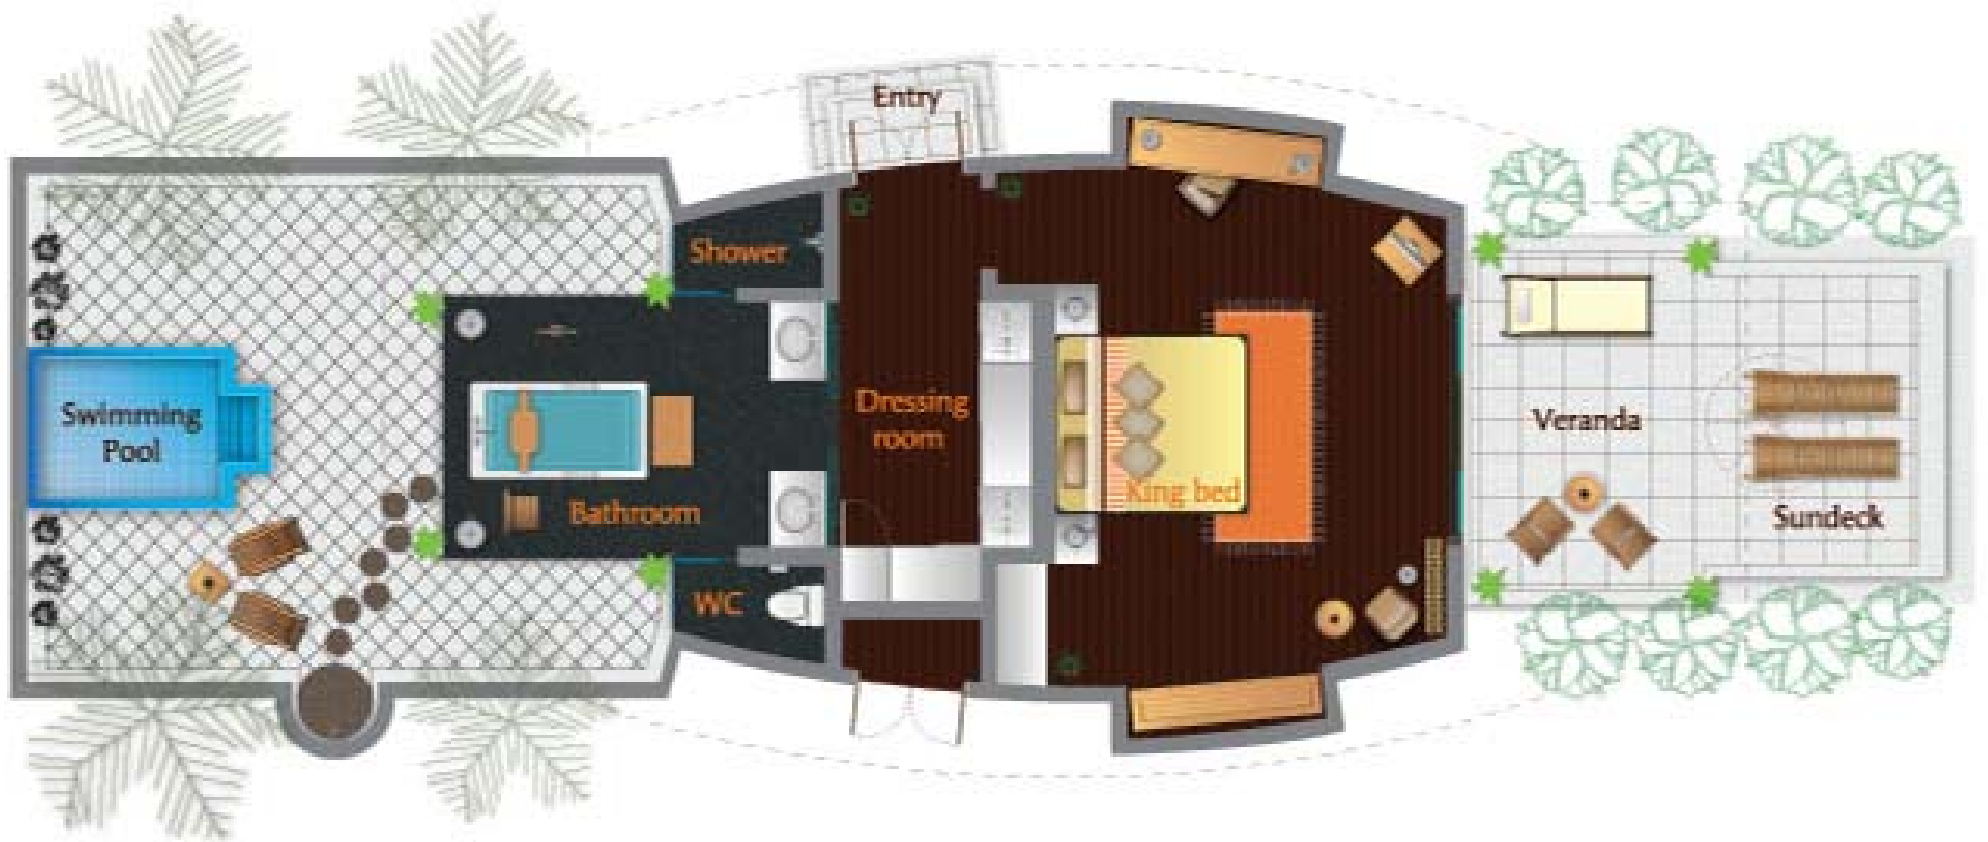 Entry
Shower
Swimming
Pool
Dressing
room
Bathroom
King bed
Veranda
Sundeck
WC